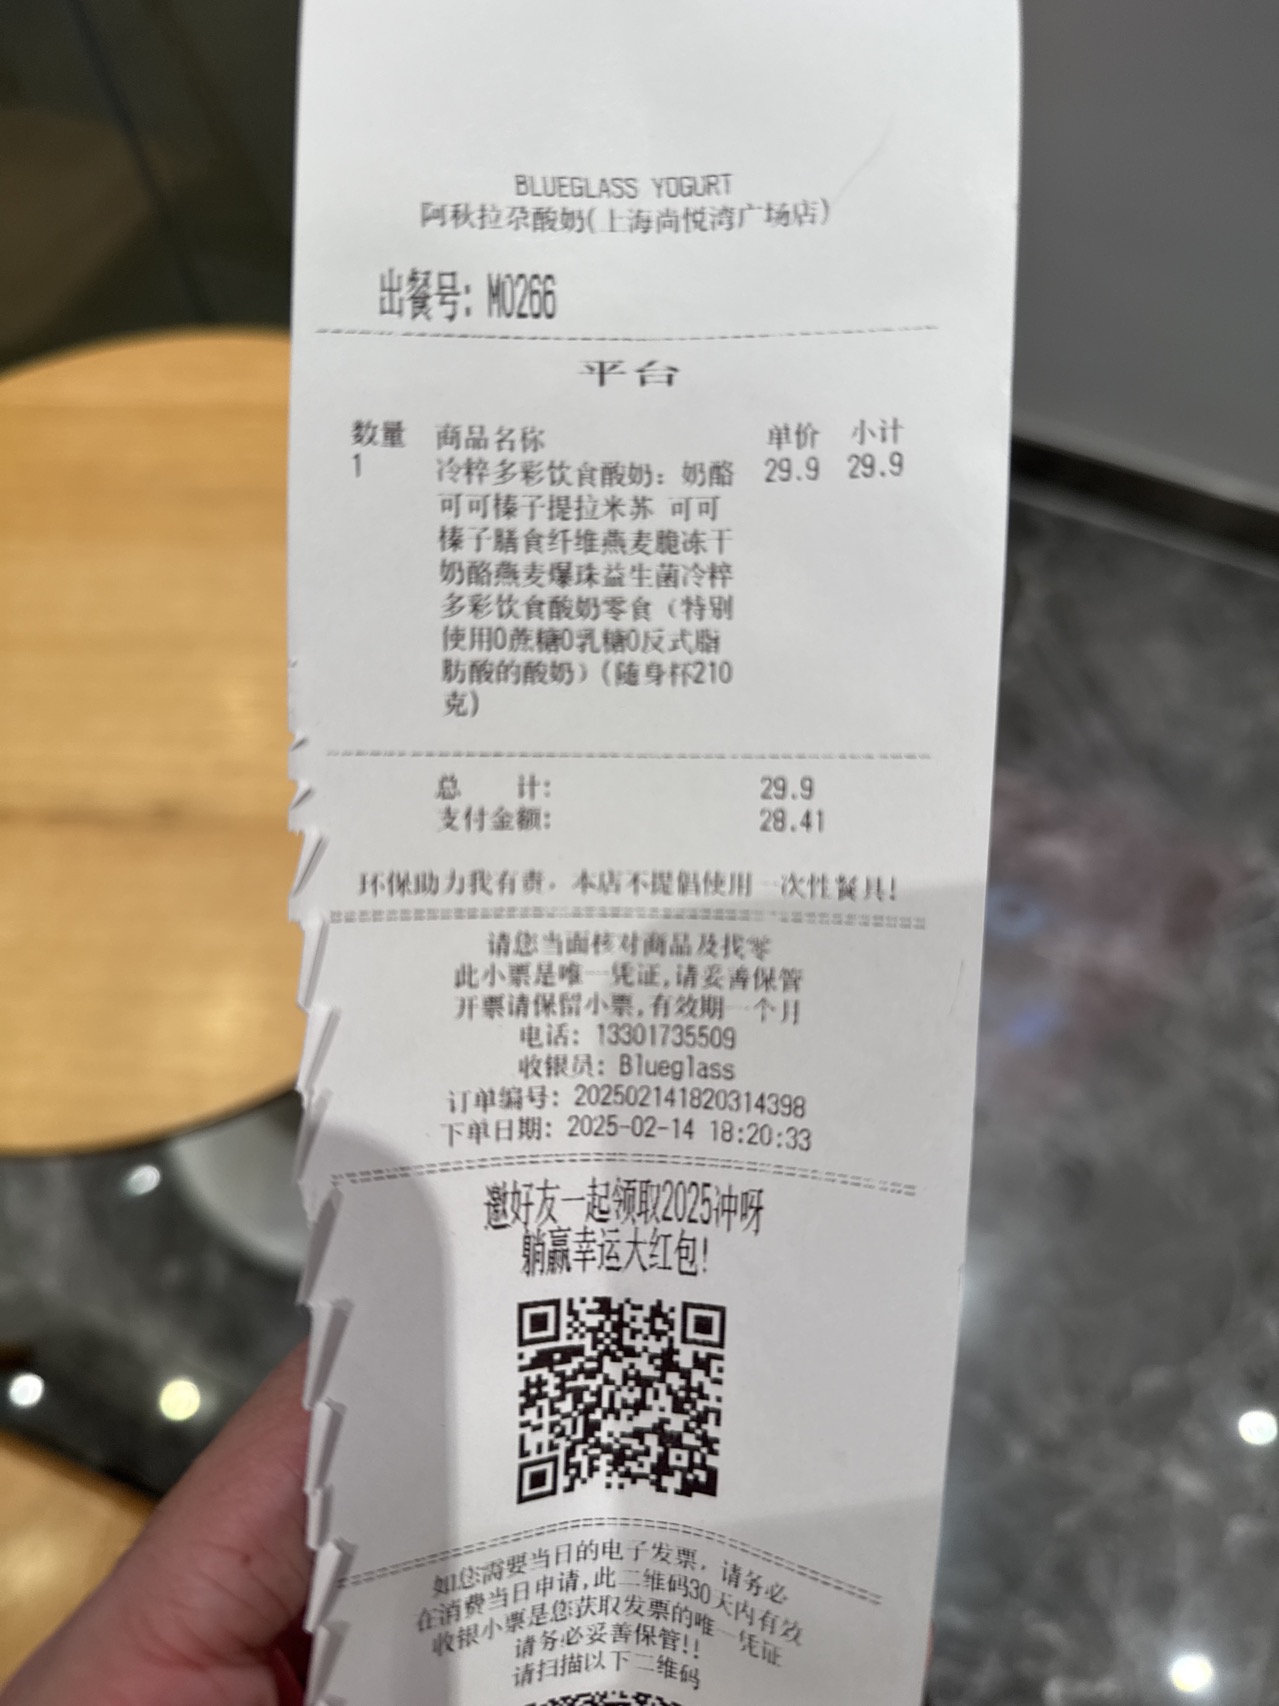 BLUEGLASS YOGURT
阿秋拉尕酸奶(上海尚悦湾广场店)
出餐号: M0266
平台
数量 商品名称 单价 小计
1 冷粹多彩饮食酸奶: 奶酪 29.9 29.9
可可榛子提拉米苏 可可
榛子膳食纤维燕麦脆冻干
奶酪燕麦爆珠益生菌冷粹
多彩饮食酸奶零食（特别
使用0蔗糖0乳糖0反式脂
肪酸的酸奶）(随身杯210
克)
总 计: 29.9
支付金额: 28.41
环保助力我有责，本店不提倡使用一次性餐具!
请您当面核对商品及找零
此小票是唯一凭证,请妥善保管
开票请保留小票,有效期一个月
电话: 13301735509
收银员: Blueglass
订单编号: 202502141820314398
下单日期: 2025-02-14 18:20:33
邀好友一起领取2025冲呀
躺赢幸运大红包!
如您需要当日的电子发票，请务必
在消费当日申请,此二维码30天内有效
收银小票是您获取发票的唯一凭证
请务必妥善保管!!
请扫描以下二维码